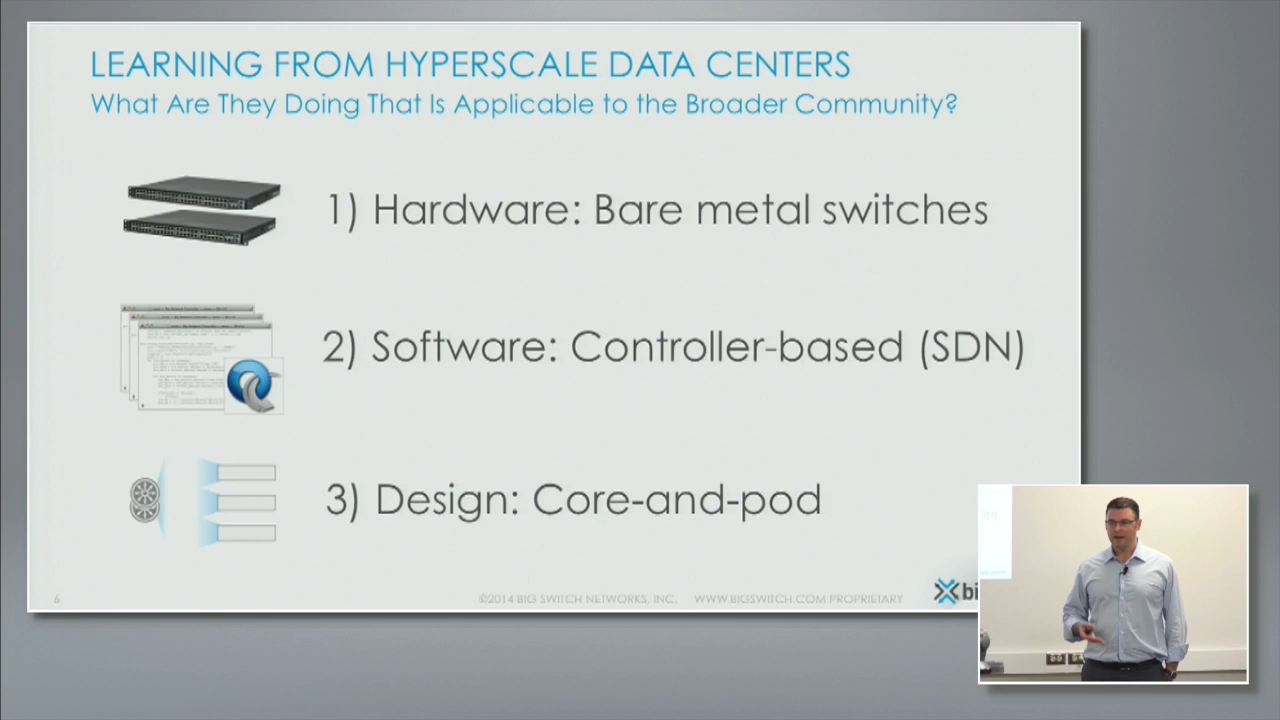 LEARNING FROM HYPERSCALE DATA CENTERS
What Are They Doing That Is Applicable to the Broader Community?
1) Hardware: Bare metal switches
2) Software: Controller-based (SDN)
3) Design: Core-and-pod
6
©2014 BIG SWITCH NETWORKS, INC. WWW.BIGSWITCH.COM PROPRIETARY